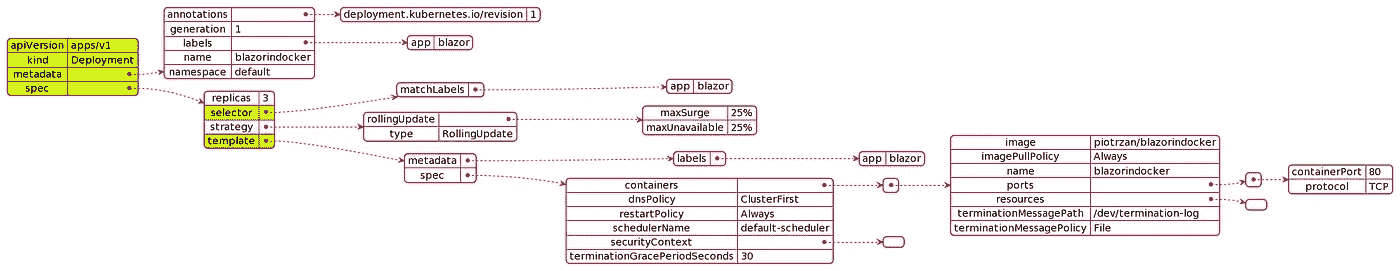 apiVersion apps/v1
kind Deployment
metadata
spec
annotations
generation 1
labels
name blazorindocker
namespace default
deployment.kubernetes.io/revision 1
app blazor
replicas 3
selector
strategy
template
matchLabels
app blazor
rollingUpdate
type RollingUpdate
maxSurge 25%
maxUnavailable 25%
metadata
spec
labels
app blazor
containers
dnsPolicy ClusterFirst
restartPolicy Always
schedulerName default-scheduler
securityContext
terminationGracePeriodSeconds 30
image piotrzan/blazorindocker
imagePullPolicy Always
name blazorindocker
ports
resources
terminationMessagePath /dev/termination-log
terminationMessagePolicy File
containerPort 80
protocol TCP